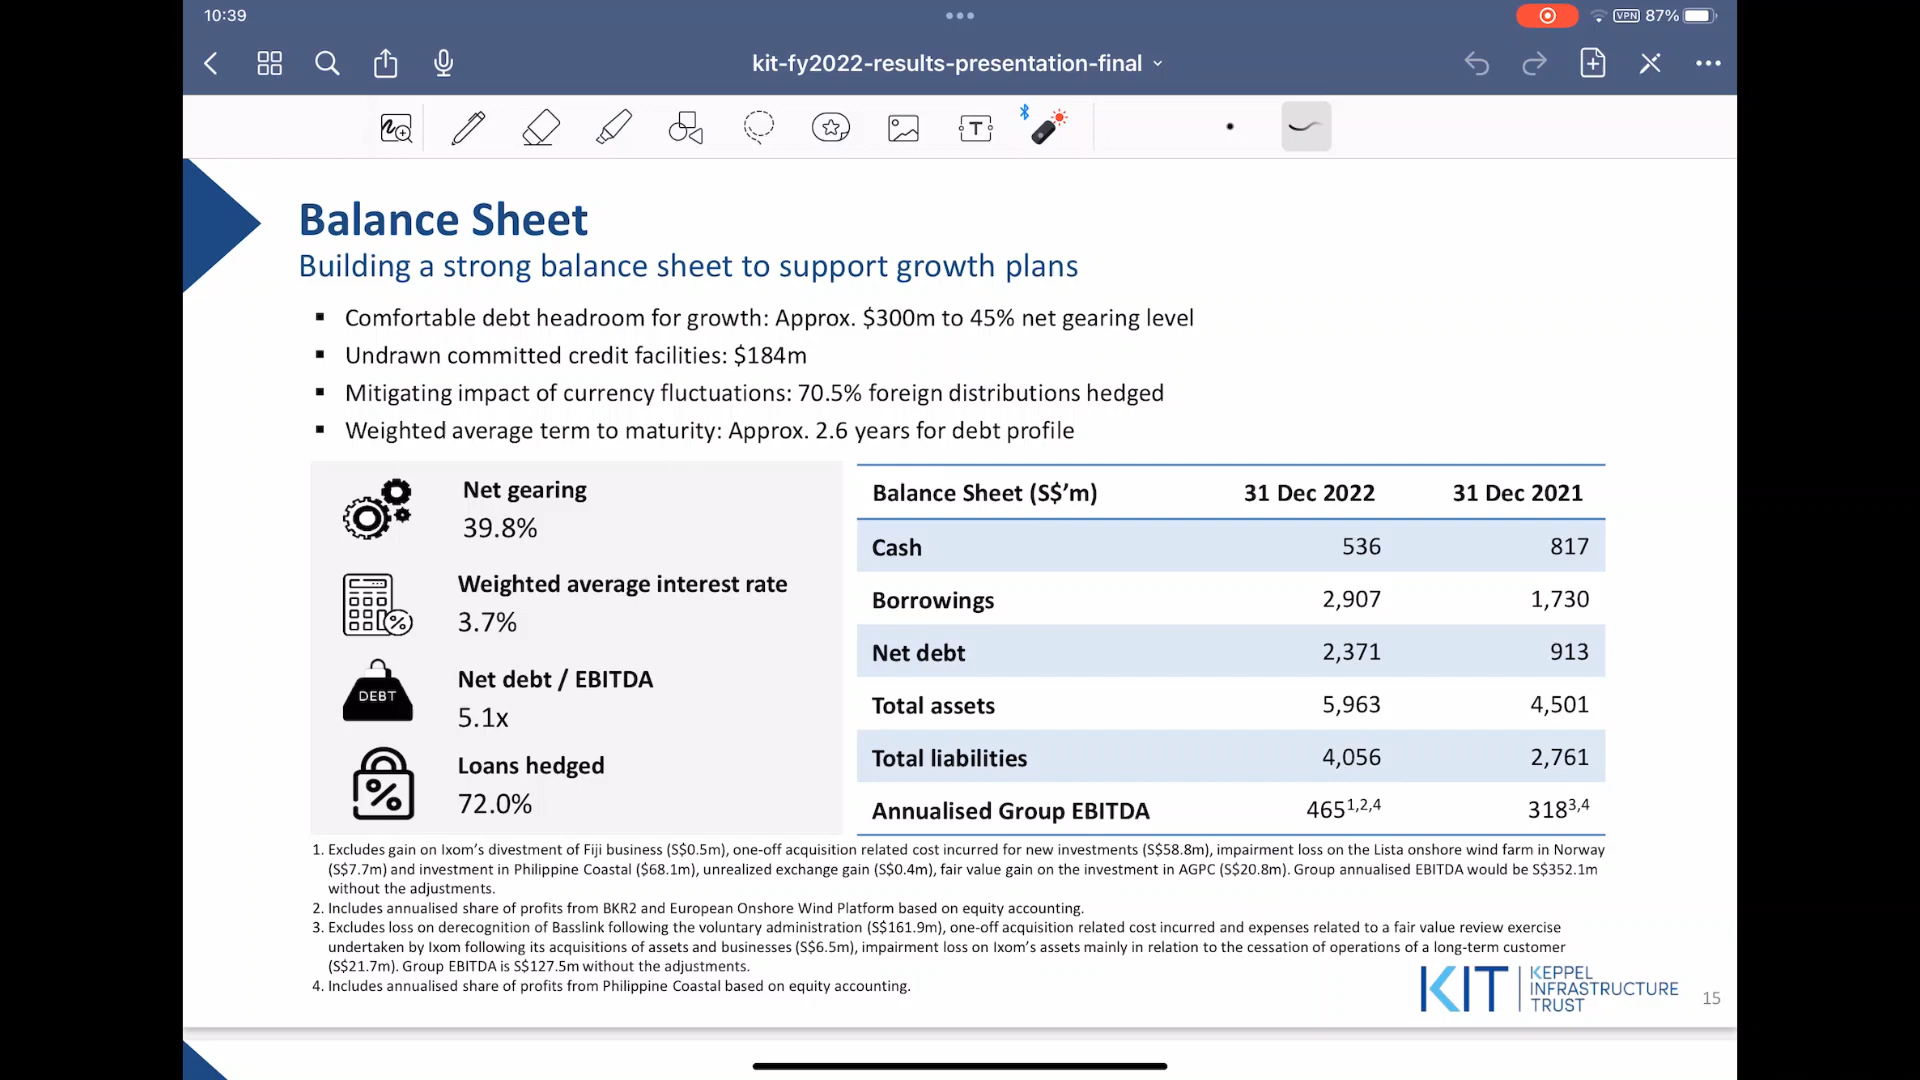 10:39
VPN 87%
kit-fy2022-results-presentation-final
T
Balance Sheet
Building a strong balance sheet to support growth plans
▪ Comfortable debt headroom for growth: Approx. $300m to 45% net gearing level
▪ Undrawn committed credit facilities: $184m
▪ Mitigating impact of currency fluctuations: 70.5% foreign distributions hedged
▪ Weighted average term to maturity: Approx. 2.6 years for debt profile
Net gearing
39.8%
%
Weighted average interest rate
3.7%
DEBT
Net debt / EBITDA
5.1x
%
Loans hedged
72.0%
Balance Sheet (S$'m) 31 Dec 2022 31 Dec 2021
Cash 536 817
Borrowings 2,907 1,730
Net debt 2,371 913
Total assets 5,963 4,501
Total liabilities 4,056 2,761
Annualised Group EBITDA 465^1,2,4 318^3,4
1. Excludes gain on Ixom's divestment of Fiji business (S$0.5m), one-off acquisition related cost incurred for new investments (S$58.8m), impairment loss on the Lista onshore wind farm in Norway
(S$7.7m) and investment in Philippine Coastal ($68.1m), unrealized exchange gain (S$0.4m), fair value gain on the investment in AGPC (S$20.8m). Group annualised EBITDA would be S$352.1m
without the adjustments.
2. Includes annualised share of profits from BKR2 and European Onshore Wind Platform based on equity accounting.
3. Excludes loss on derecognition of Basslink following the voluntary administration (S$161.9m), one-off acquisition related cost incurred and expenses related to a fair value review exercise
undertaken by Ixom following its acquisitions of assets and businesses (S$6.5m), impairment loss on Ixom's assets mainly in relation to the cessation of operations of a long-term customer
(S$21.7m). Group EBITDA is S$127.5m without the adjustments.
4. Includes annualised share of profits from Philippine Coastal based on equity accounting.
KIT
KEPPEL
INFRASTRUCTURE
TRUST
15